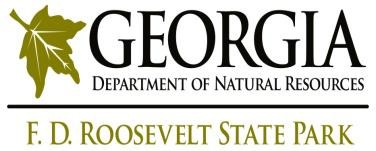 GEORGIA
DEPARTMENT OF NATURAL RESOURCES
F. D. ROOSEVELT STATE PARK